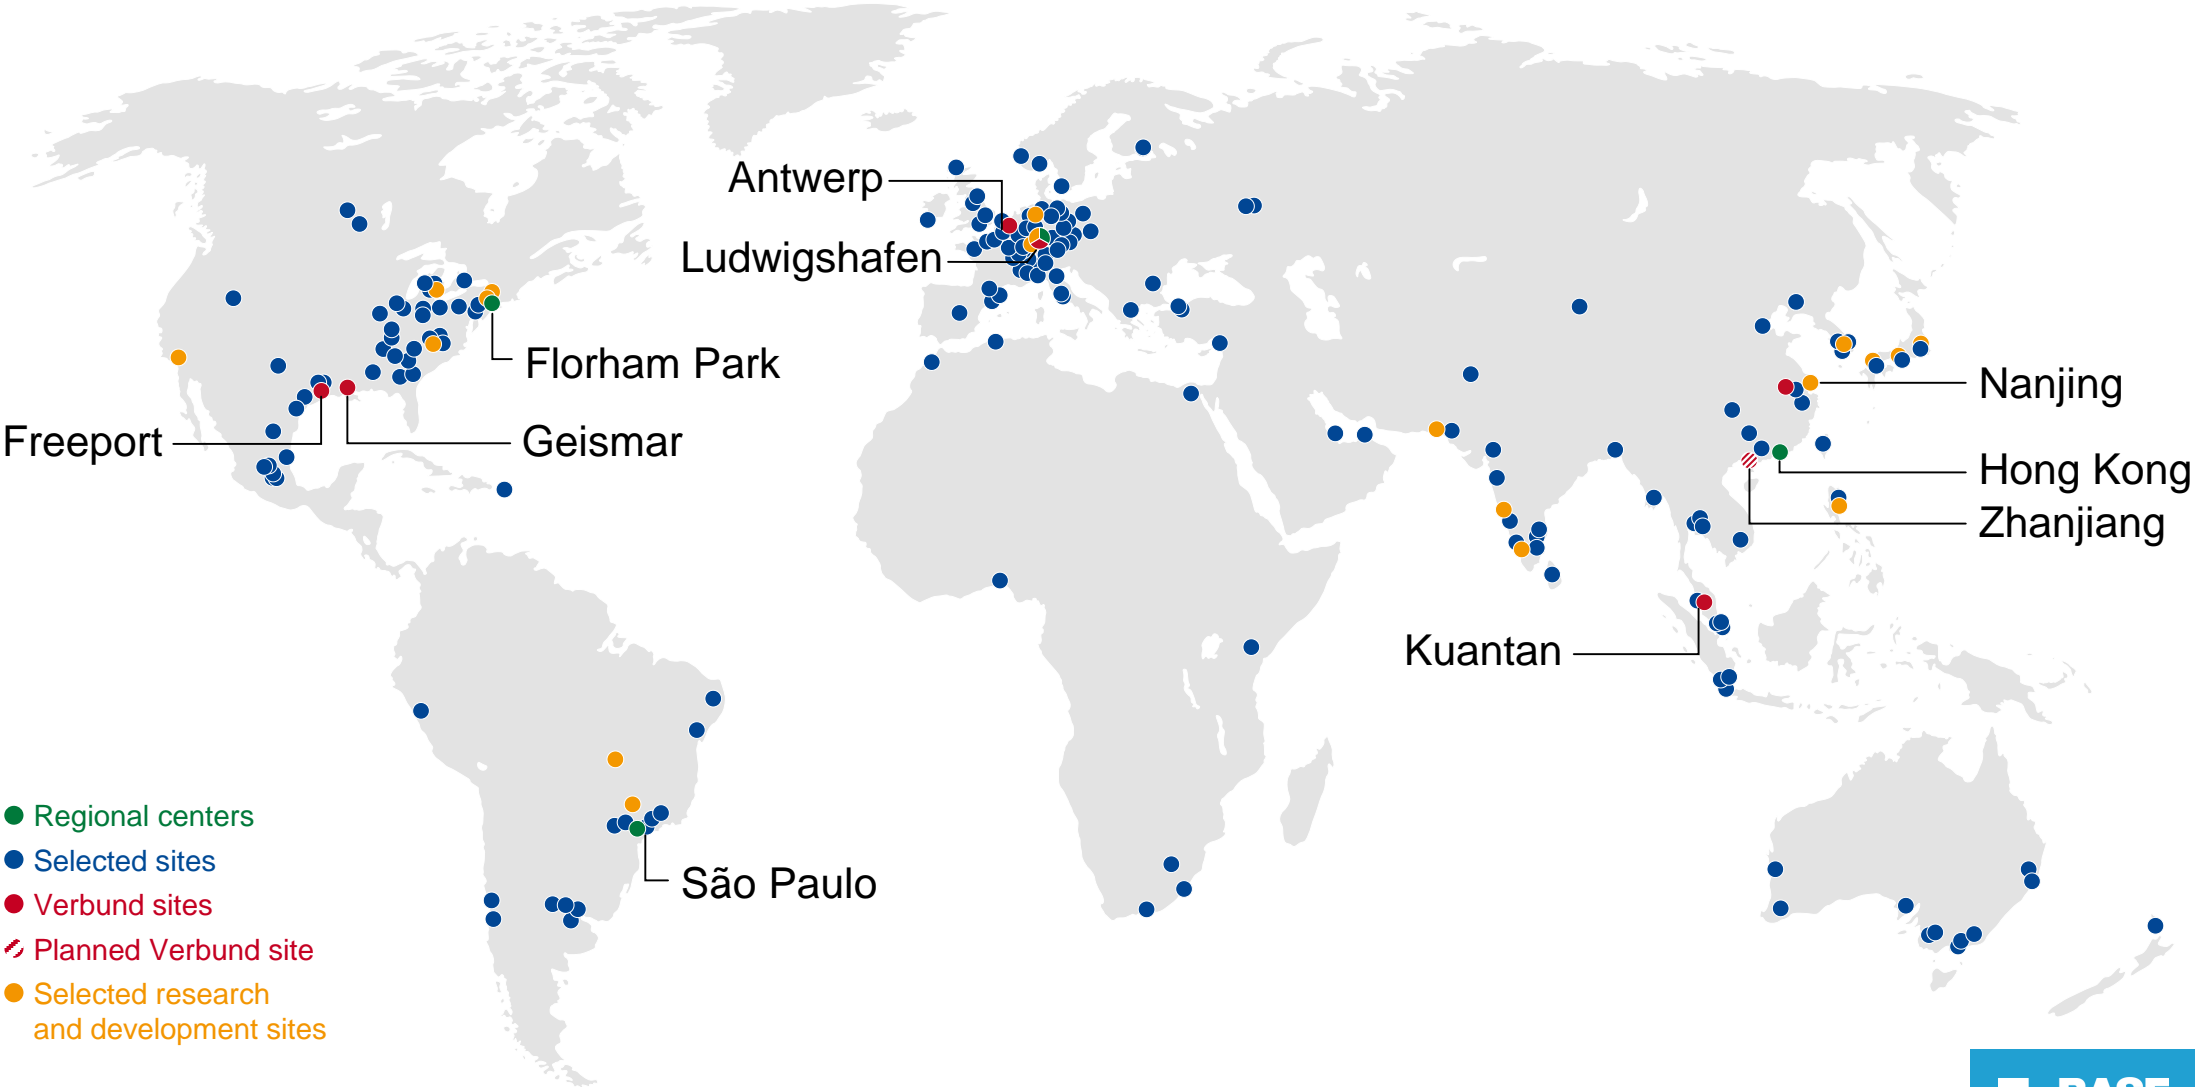 Antwerp
Ludwigshafen
Florham Park
Freeport
Geismar
Nanjing
Hong Kong
Zhanjiang
Kuantan
São Paulo
Regional centers
Selected sites
Verbund sites
Planned Verbund site
Selected research
and development sites
BASF